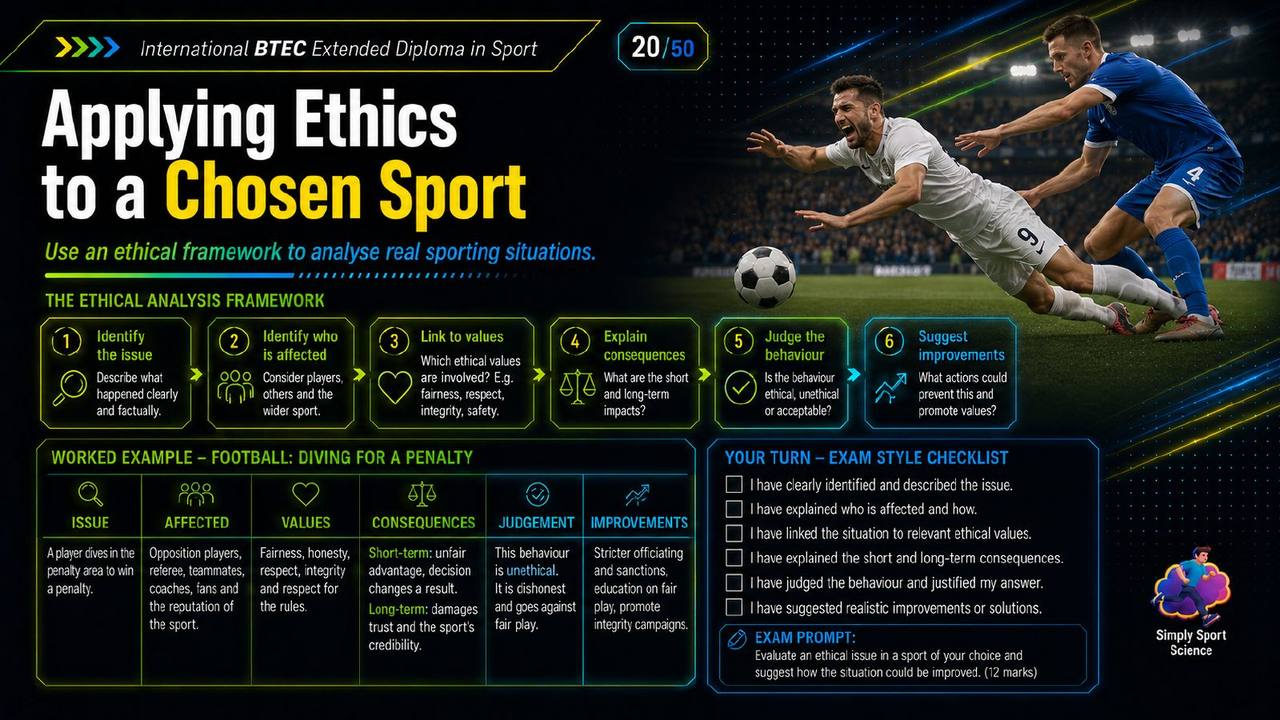 International BTEC Extended Diploma in Sport
20/50
Applying Ethics
to a Chosen Sport
Use an ethical framework to analyse real sporting situations.
THE ETHICAL ANALYSIS FRAMEWORK
1
Identify
the issue
Describe what
happened clearly
and factually.
2
Identify who
is affected
Consider players,
others and the
wider sport.
3
Link to values
Which ethical values
are involved? E.g.
fairness, respect,
integrity, safety.
4
Explain
consequences
What are the short
and long-term
impacts?
5
Judge the
behaviour
Is the behaviour
ethical, unethical
or acceptable?
6
Suggest
improvements
What actions could
prevent this and
promote values?
9
4
WORKED EXAMPLE – FOOTBALL: DIVING FOR A PENALTY
ISSUE
A player dives in the
penalty area to win
a penalty.
AFFECTED
Opposition players,
referee, teammates,
coaches, fans and
the reputation of
the sport.
VALUES
Fairness, honesty,
respect, integrity
and respect for
the rules.
CONSEQUENCES
Short-term: unfair
advantage, decision
changes a result.
Long-term: damages
trust and the sport's
credibility.
JUDGEMENT
This behaviour
is unethical.
It is dishonest
and goes against
fair play.
IMPROVEMENTS
Stricter officiating
and sanctions,
education on fair
play, promote
integrity campaigns.
YOUR TURN – EXAM STYLE CHECKLIST
I have clearly identified and described the issue.
I have explained who is affected and how.
I have linked the situation to relevant ethical values.
I have explained the short and long-term consequences.
I have judged the behaviour and justified my answer.
I have suggested realistic improvements or solutions.
EXAM PROMPT:
Evaluate an ethical issue in a sport of your choice and
suggest how the situation could be improved. (12 marks)
Simply Sport
Science